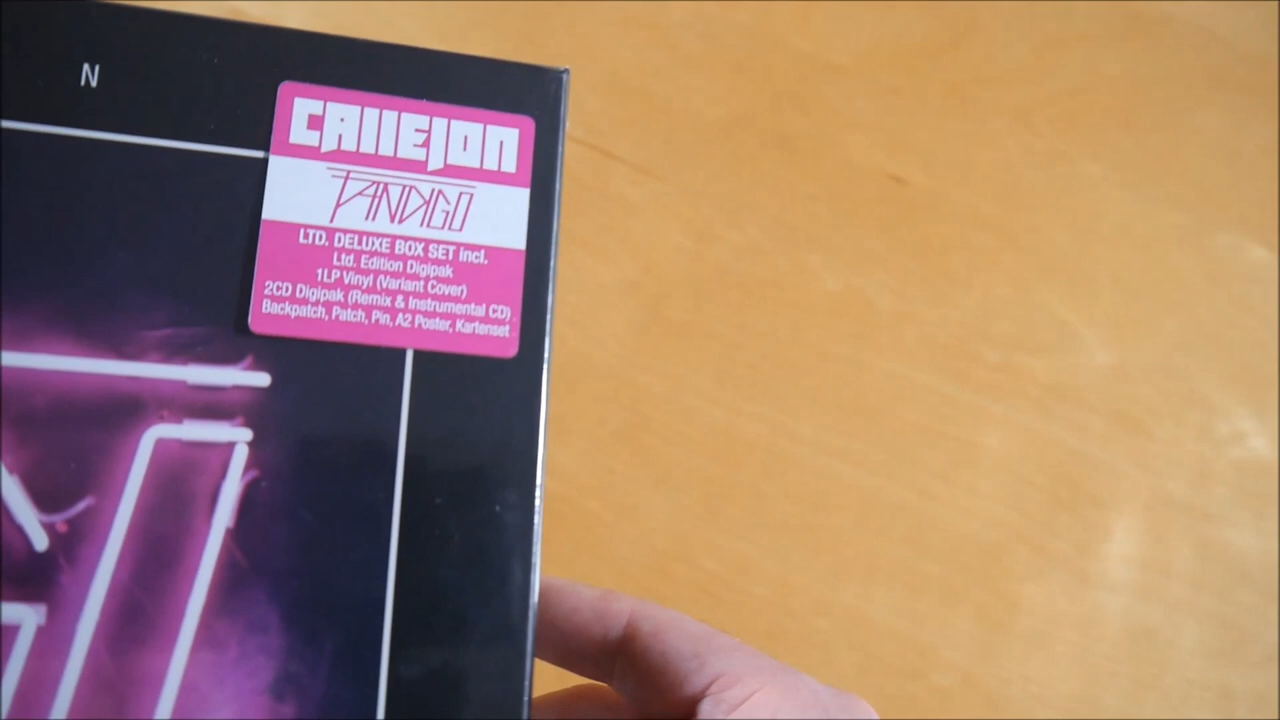 N
CALLEJON
FANDIGO
LTD. DELUXE BOX SET incl.
Ltd. Edition Digipak
1LP Vinyl (Variant Cover)
2CD Digipak (Remix & Instrumental CD)
Backpatch, Patch, Pin, A2 Poster, Kartenset